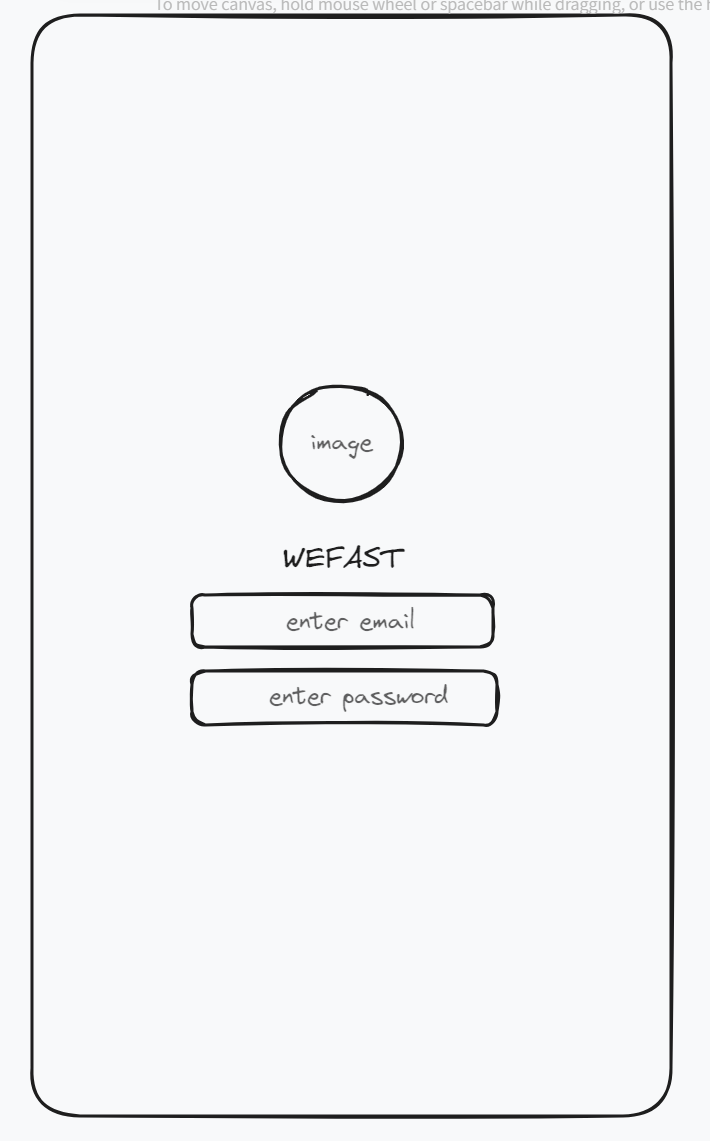 To move canvas, hold mouse wheel or spacebar while dragging, or use the
image
WEFAST
enter email
enter password